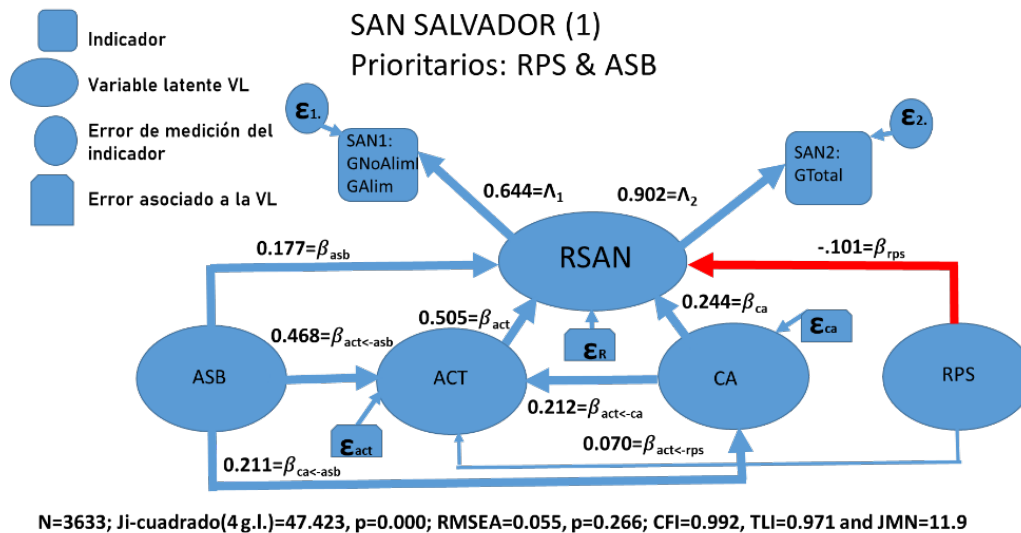 Indicador
Variable latente VL
Error de medición del
indicador
Error asociado a la VL
SAN SALVADOR (1)
Prioritarios: RPS & ASB
ε1.
SAN1:
GNoAlimI
GAlim
SAN2:
GTotal
ε2.
0.644=Λ1
0.902=Λ2
0.177=βasb
RSAN
-.101=βrps
0.468=βact<-asb
0.505=βact
0.244=βca
εR
εca
ASB
ACT
CA
RPS
0.212=βact<-ca
εact
0.070=βact<-rps
0.211=βca<-asb
N=3633; Ji-cuadrado(4 g.l.)=47.423, p=0.000; RMSEA=0.055, p=0.266; CFI=0.992, TLI=0.971 and JMN=11.9